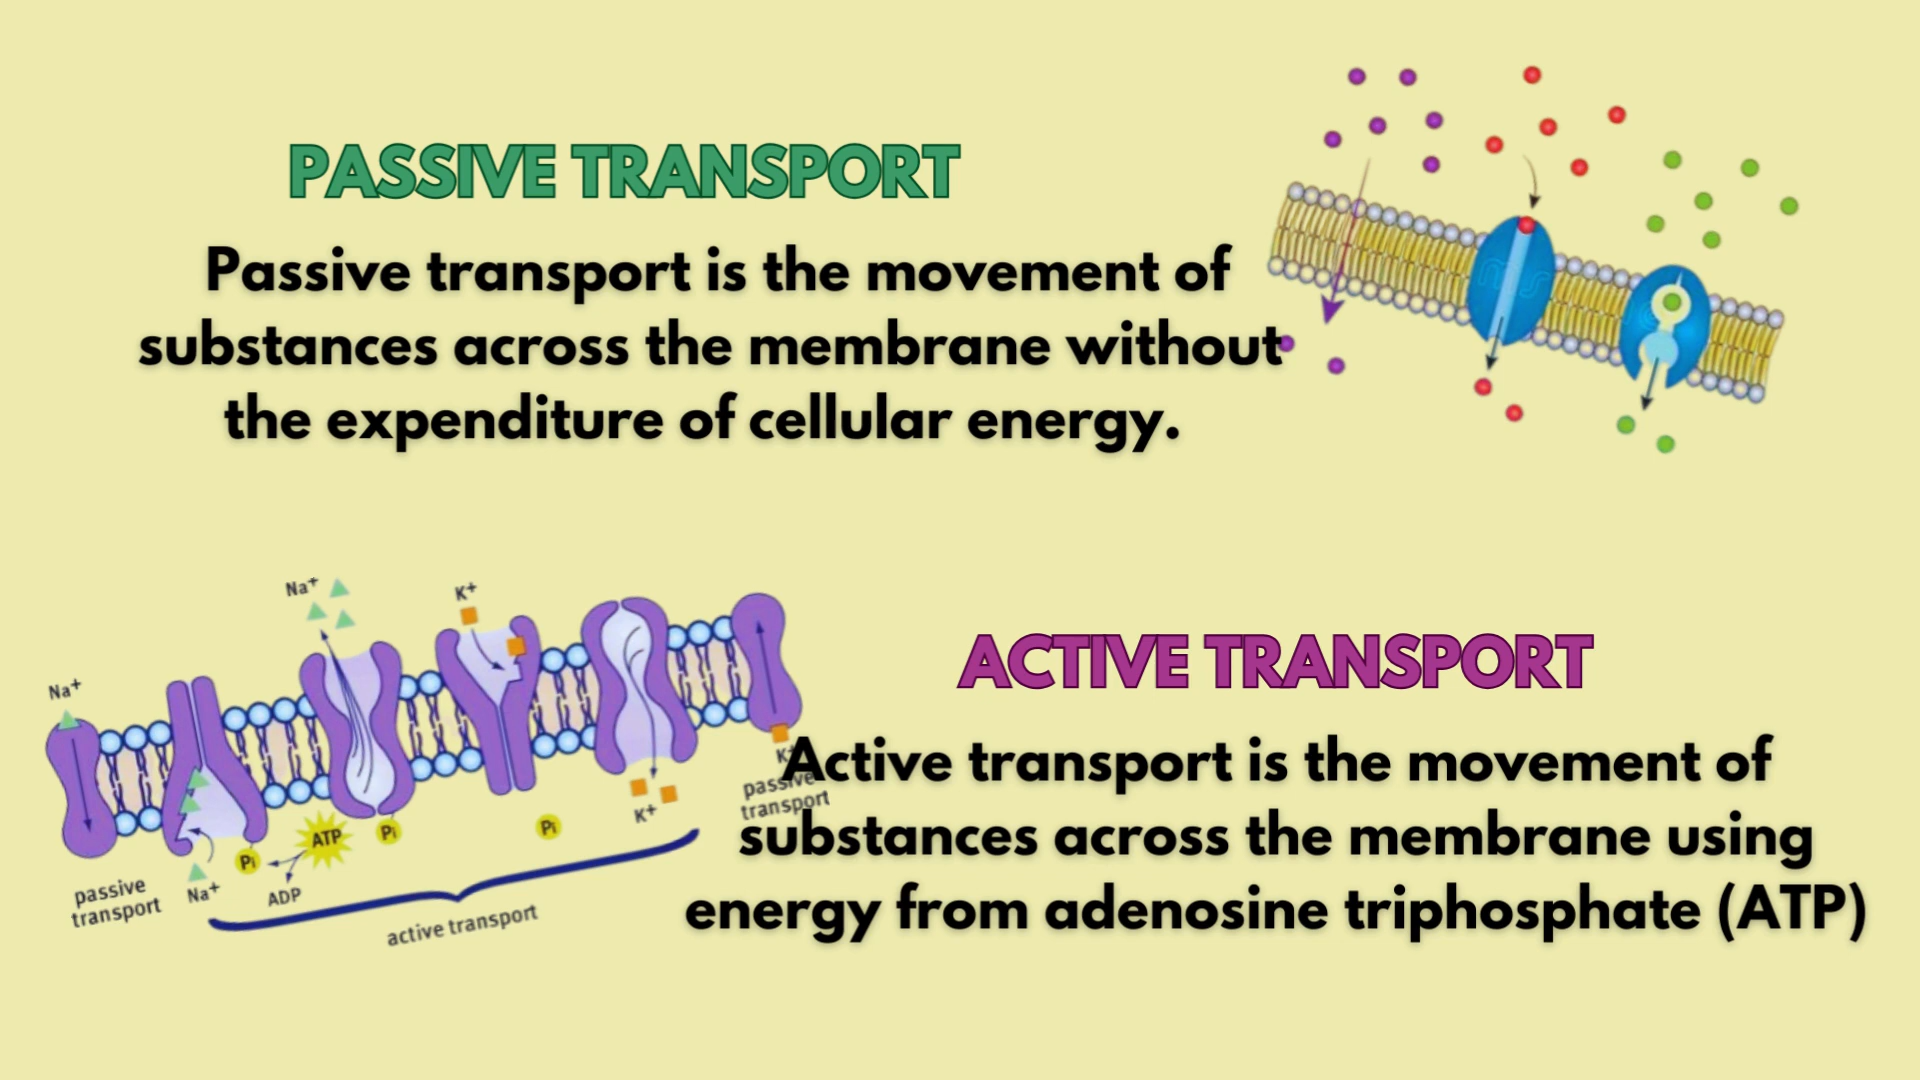 PASSIVE TRANSPORT
Passive transport is the movement of
substances across the membrane without
the expenditure of cellular energy.
Na⁺
K⁺
Na⁺
ACTIVE TRANSPORT
K⁺
Active transport is the movement of
substances across the membrane using
energy from adenosine triphosphate (ATP)
passive
transport
K⁺
Pi
ATP
Pi
Pi
ADP
Na⁺
passive
transport
active transport